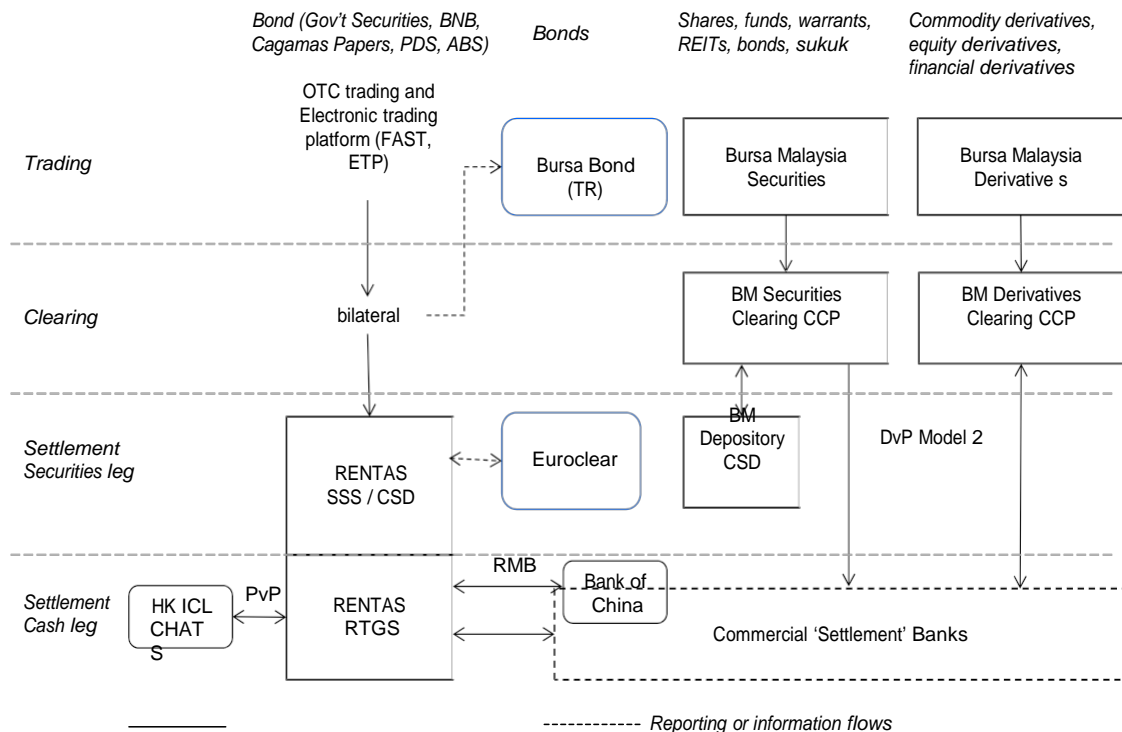 Bond (Gov't Securities, BNB,
Cagamas Papers, PDS, ABS)
Bonds
Shares, funds, warrants,
REITs, bonds, sukuk
Commodity derivatives,
equity derivatives,
financial derivatives
Trading
OTC trading and
Electronic trading
platform (FAST,
ETP)
Bursa Bond
(TR)
Bursa Malaysia
Securities
Bursa Malaysia
Derivative s
Clearing
bilateral
BM Securities
Clearing CCP
BM Derivatives
Clearing CCP
Settlement
Securities leg
RENTAS
SSS / CSD
Euroclear
BM
Depository
CSD
DvP Model 2
Settlement
Cash leg
HK ICL
CHAT
S
PvP
RENTAS
RTGS
RMB
Bank of
China
Commercial ‘Settlement’ Banks
Reporting or information flows